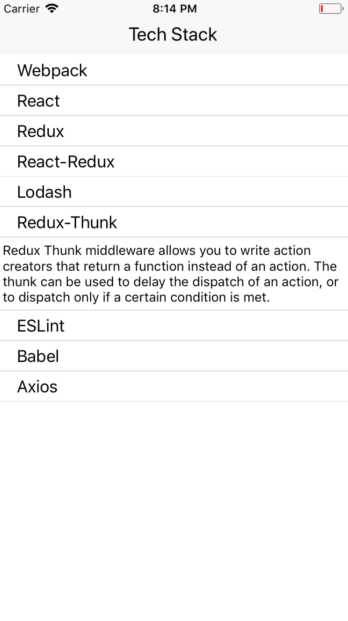 Carrier 8:14 PM
Tech Stack
Webpack
React
Redux
React-Redux
Lodash
Redux-Thunk
Redux Thunk middleware allows you to write action
creators that return a function instead of an action. The
thunk can be used to delay the dispatch of an action, or
to dispatch only if a certain condition is met.
ESLint
Babel
Axios